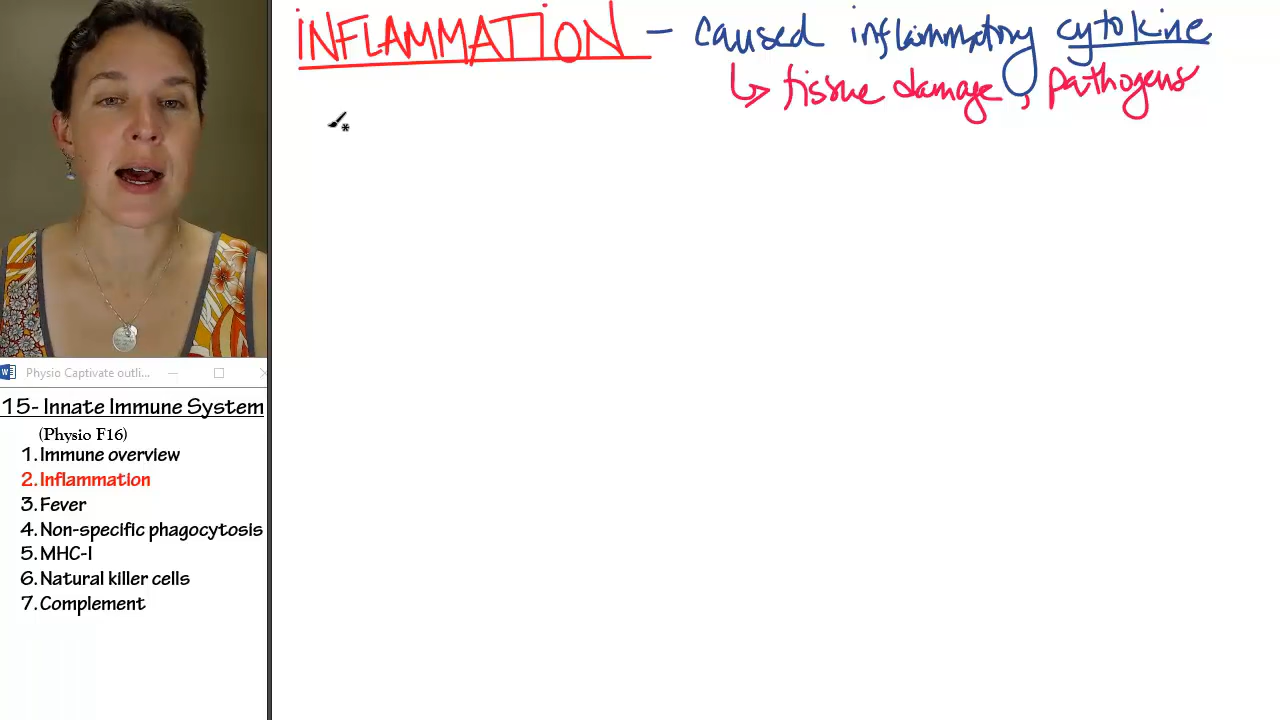 INFLAMMATION – caused inflammatory cytokine
↳ tissue damage, pathogens
Physio Captivate outli...
15- Innate Immune System
(Physio F16)
1. Immune overview
2. Inflammation
3. Fever
4. Non-specific phagocytosis
5. MHC-I
6. Natural killer cells
7. Complement